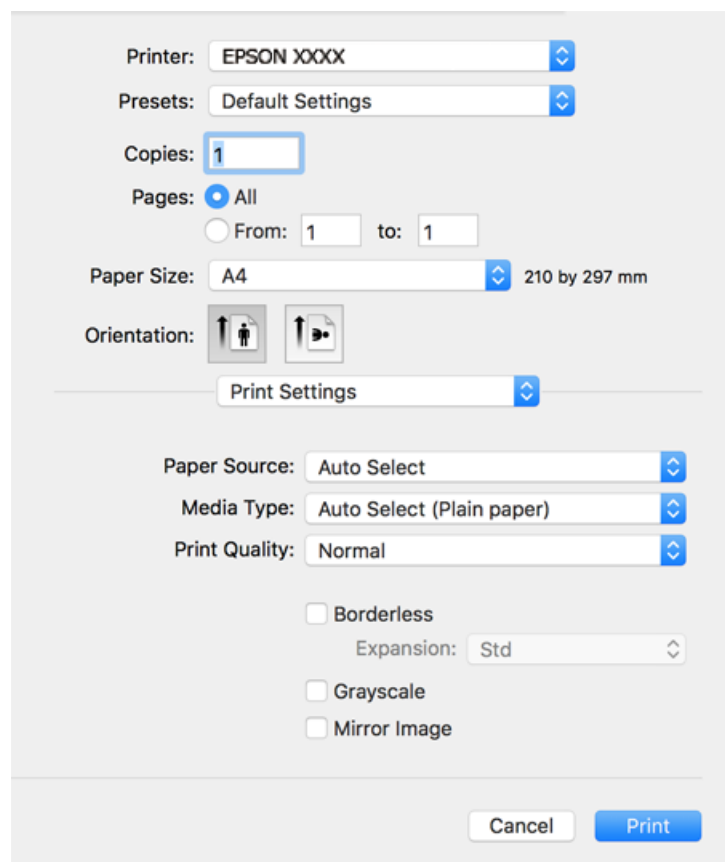 Printer: EPSON XXXX
Presets: Default Settings
Copies: 1
Pages: All
From: 1 to: 1
Paper Size: A4 210 by 297 mm
Orientation:
Print Settings
Paper Source: Auto Select
Media Type: Auto Select (Plain paper)
Print Quality: Normal
Borderless
Expansion: Std
Grayscale
Mirror Image
Cancel Print